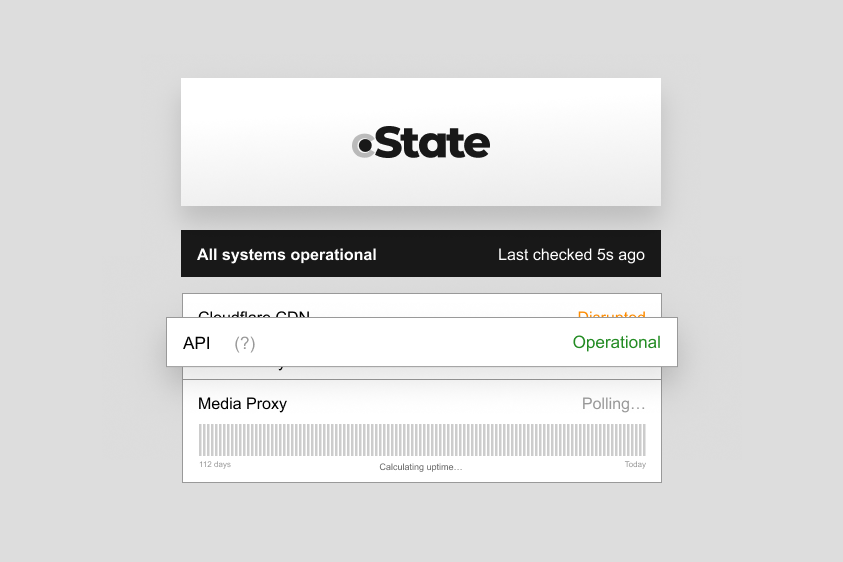 cState
All systems operational Last checked 5s ago
Cloudflare CDN Disrupted
API (?) Operational
Media Proxy Polling…
112 days Calculating uptime… Today